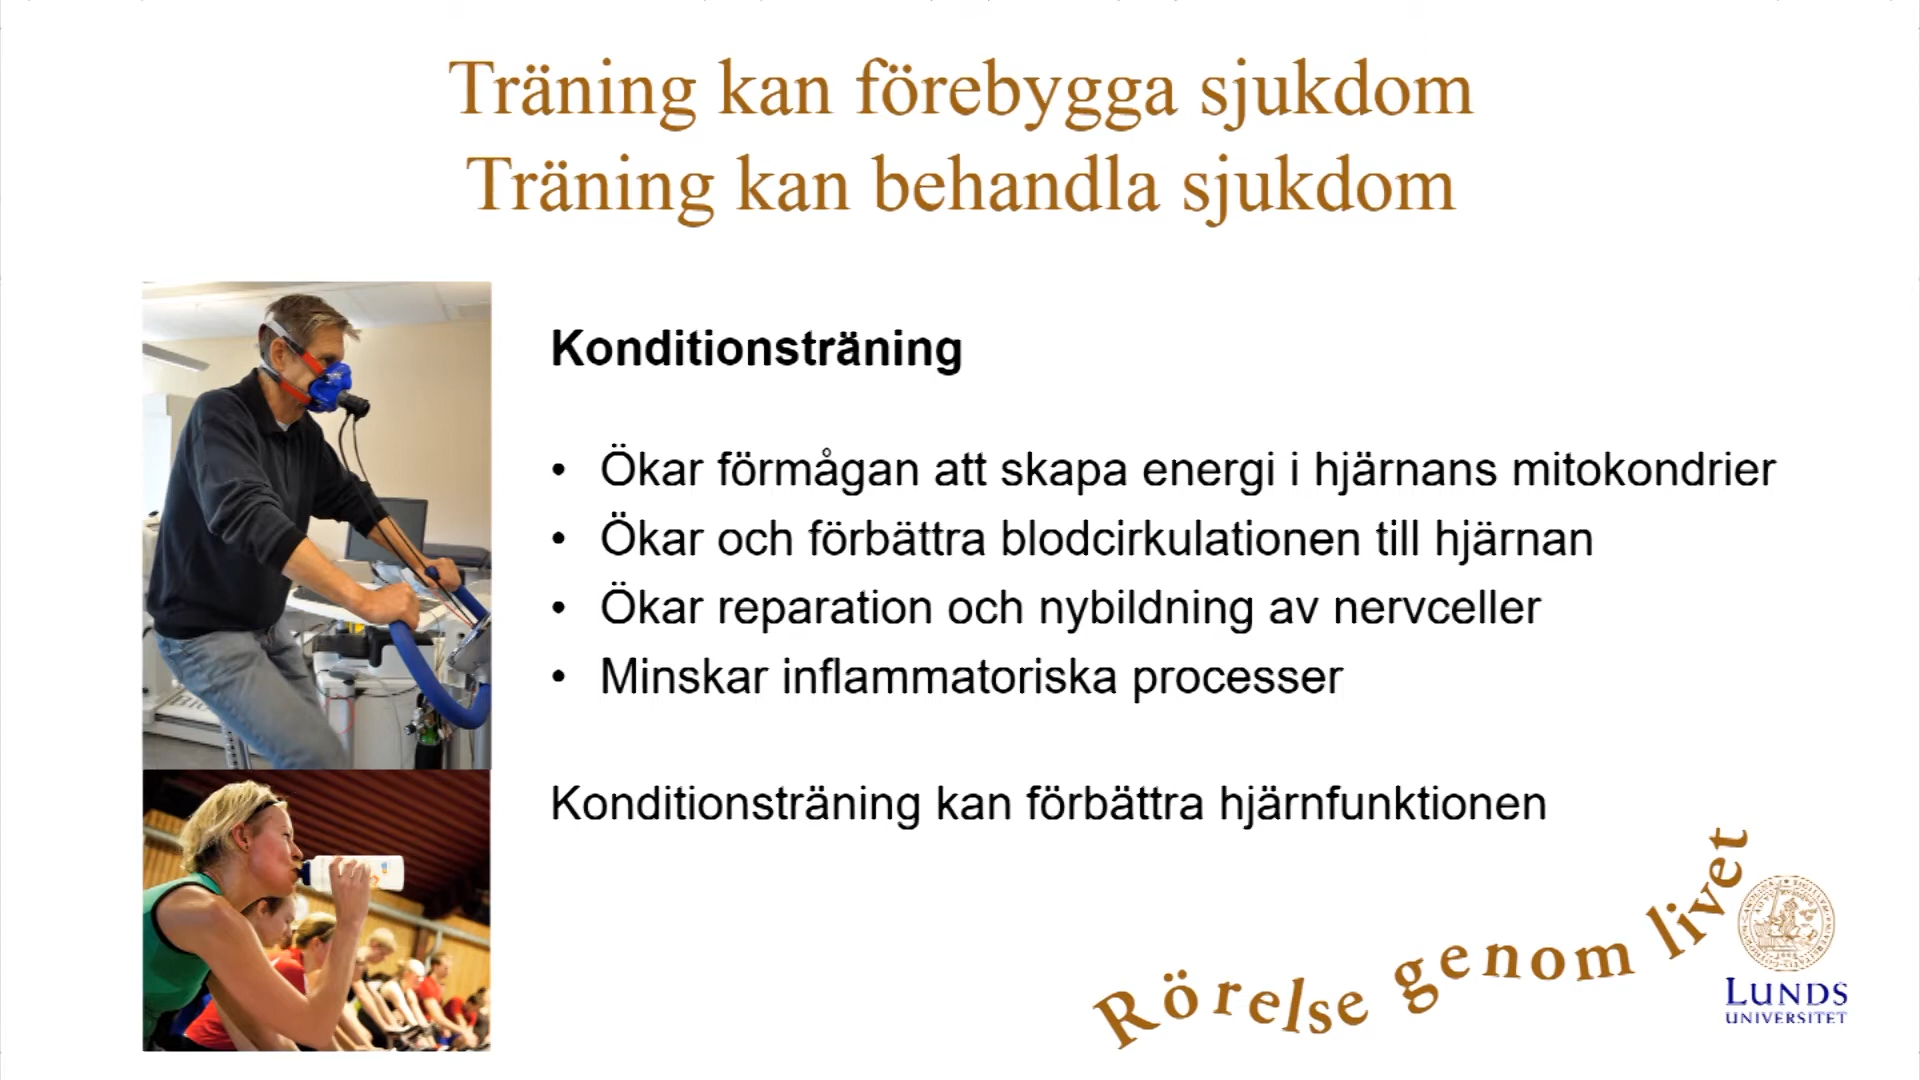 Träning kan förebygga sjukdom
Träning kan behandla sjukdom
Konditionsträning
• Ökar förmågan att skapa energi i hjärnans mitokondrier
• Ökar och förbättra blodcirkulationen till hjärnan
• Ökar reparation och nybildning av nervceller
• Minskar inflammatoriska processer
Konditionsträning kan förbättra hjärnfunktionen
Rörelse genom livet
LUNDS
UNIVERSITET